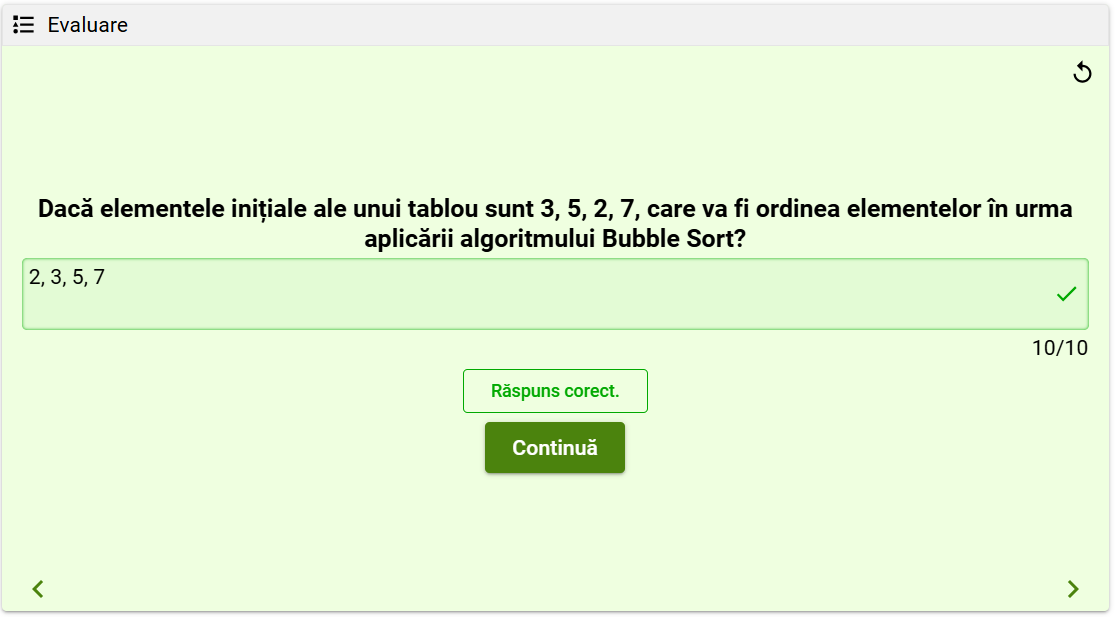 Evaluare
Dacă elementele inițiale ale unui tablou sunt 3, 5, 2, 7, care va fi ordinea elementelor în urma
aplicării algoritmului Bubble Sort?
2, 3, 5, 7
10/10
Răspuns corect.
Continuă